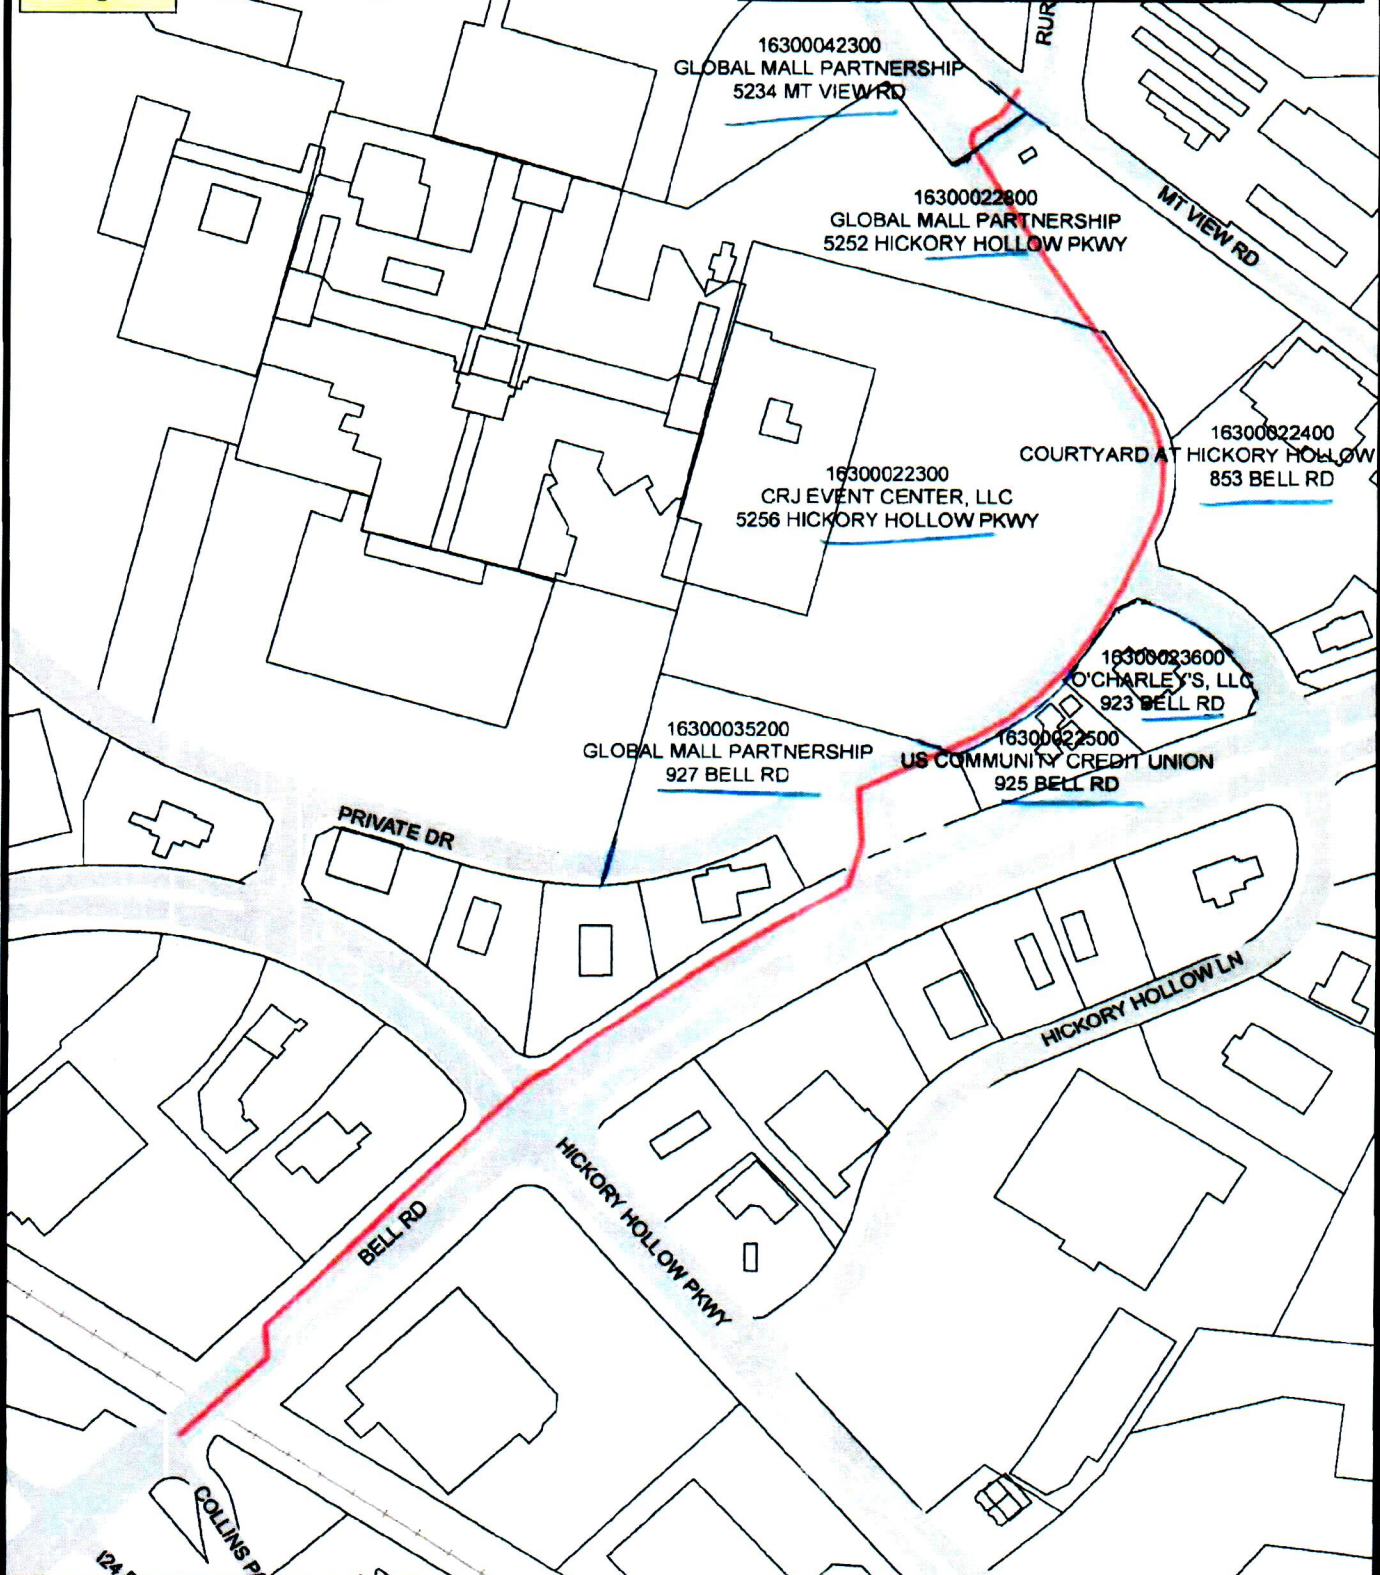 RUR
16300042300
GLOBAL MALL PARTNERSHIP
5234 MT VIEW RD
16300022800
GLOBAL MALL PARTNERSHIP
5252 HICKORY HOLLOW PKWY
MT VIEW RD
16300022400
COURTYARD AT HICKORY HOLLOW
853 BELL RD
16300022300
CRJ EVENT CENTER, LLC
5256 HICKORY HOLLOW PKWY
16300023600
O'CHARLEY'S, LLC
923 BELL RD
16300035200
GLOBAL MALL PARTNERSHIP
927 BELL RD
16300022500
US COMMUNITY CREDIT UNION
925 BELL RD
PRIVATE DR
HICKORY HOLLOW LN
HICKORY HOLLOW PKWY
BELL RD
COLLINS
I24